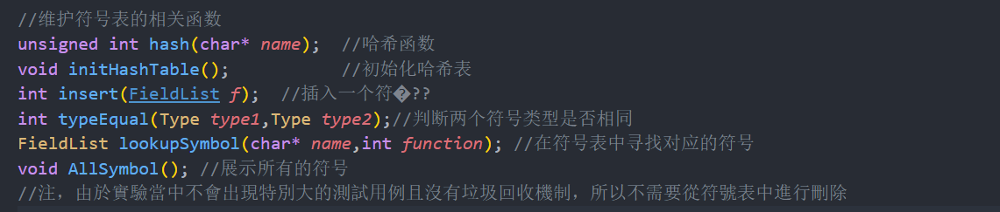 //维护符号表的相关函数
unsigned int hash(char* name);  //哈希函数
void initHashTable();           //初始化哈希表
int insert(FieldList f);  //插入一个符�??
int typeEqual(Type type1,Type type2);//判断两个符号类型是否相同
FieldList lookupSymbol(char* name,int function); //在符号表中寻找对应的符号
void AllSymbol(); //展示所有的符号
//注，由於實驗當中不會出現特別大的測試用例且沒有垃圾回收機制，所以不需要從符號表中進行刪除